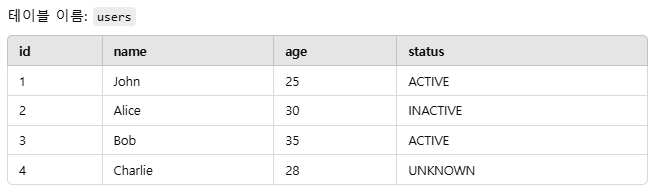 테이블 이름: users
id name age status
1 John 25 ACTIVE
2 Alice 30 INACTIVE
3 Bob 35 ACTIVE
4 Charlie 28 UNKNOWN